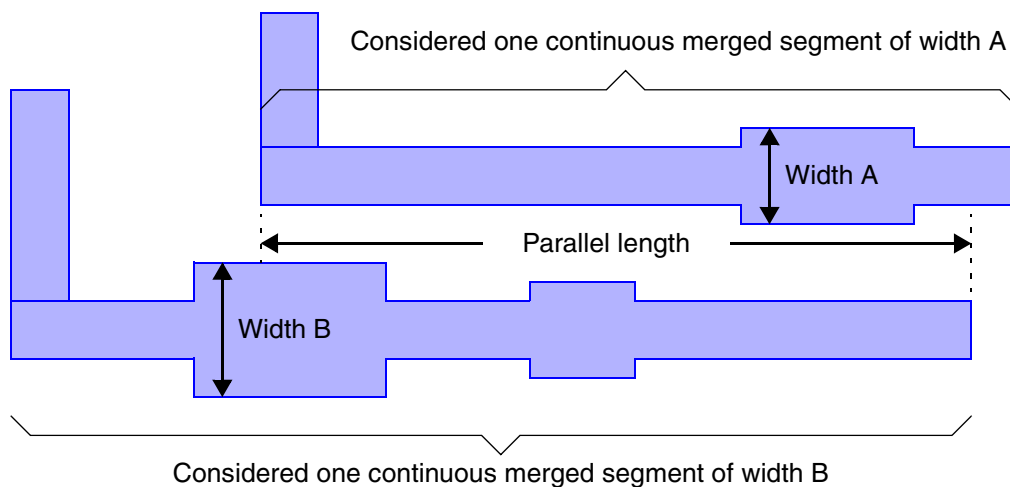 Considered one continuous merged segment of width A
Width A
Parallel length
Width B
Considered one continuous merged segment of width B